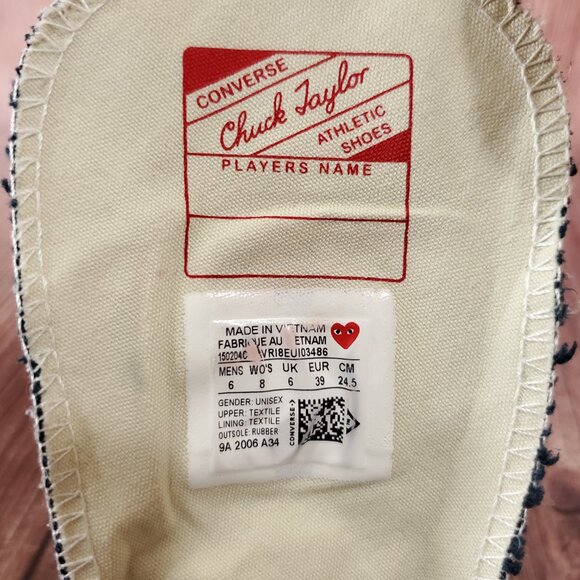 CONVERSE
Chuck Taylor
ATHLETIC
SHOES
PLAYERS NAME
MADE IN VIETNAM
FABRIQUE AU VIETNAM
150204C
MENS WO'S UK EUR CM
6 8 6 39 24.5
GENDER: UNISEX
UPPER: TEXTILE
LINING: TEXTILE
OUTSOLE: RUBBER
9A 2006 A34
CONVERSE